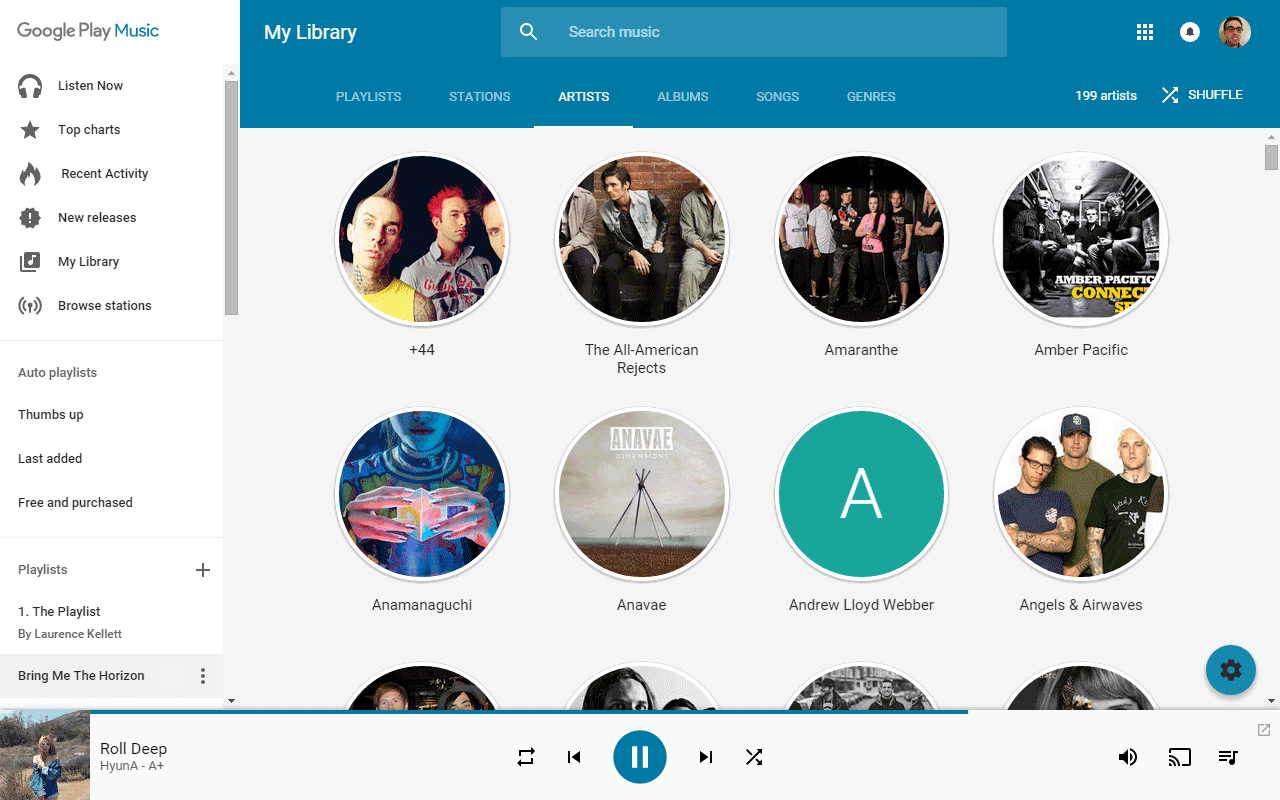 Google Play Music
My Library
Search music
Listen Now
Top charts
Recent Activity
New releases
My Library
Browse stations
Auto playlists
Thumbs up
Last added
Free and purchased
Playlists
1. The Playlist
By Laurence Kellett
Bring Me The Horizon
PLAYLISTS
STATIONS
ARTISTS
ALBUMS
SONGS
GENRES
199 artists
SHUFFLE
AMBER PACIFIC
+44
The All-American
Rejects
Amaranthe
Amber Pacific
ANAVAE
DIMENSIONS
A
Anamanaguchi
Anavae
Andrew Lloyd Webber
Angels & Airwaves
Roll Deep
HyunA - A+